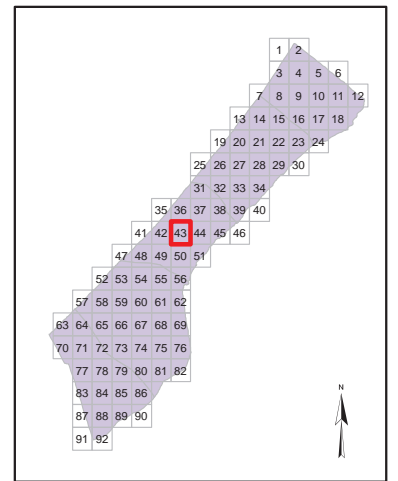 1 2
3 4 5 6
7 8 9 10 11 12
13 14 15 16 17 18
19 20 21 22 23 24
25 26 27 28 29 30
31 32 33 34
35 36 37 38 39 40
41 42 43 44 45 46
47 48 49 50 51
52 53 54 55 56
57 58 59 60 61 62
63 64 65 66 67 68 69
70 71 72 73 74 75 76
77 78 79 80 81 82
N
83 84 85 86
87 88 89 90
91 92